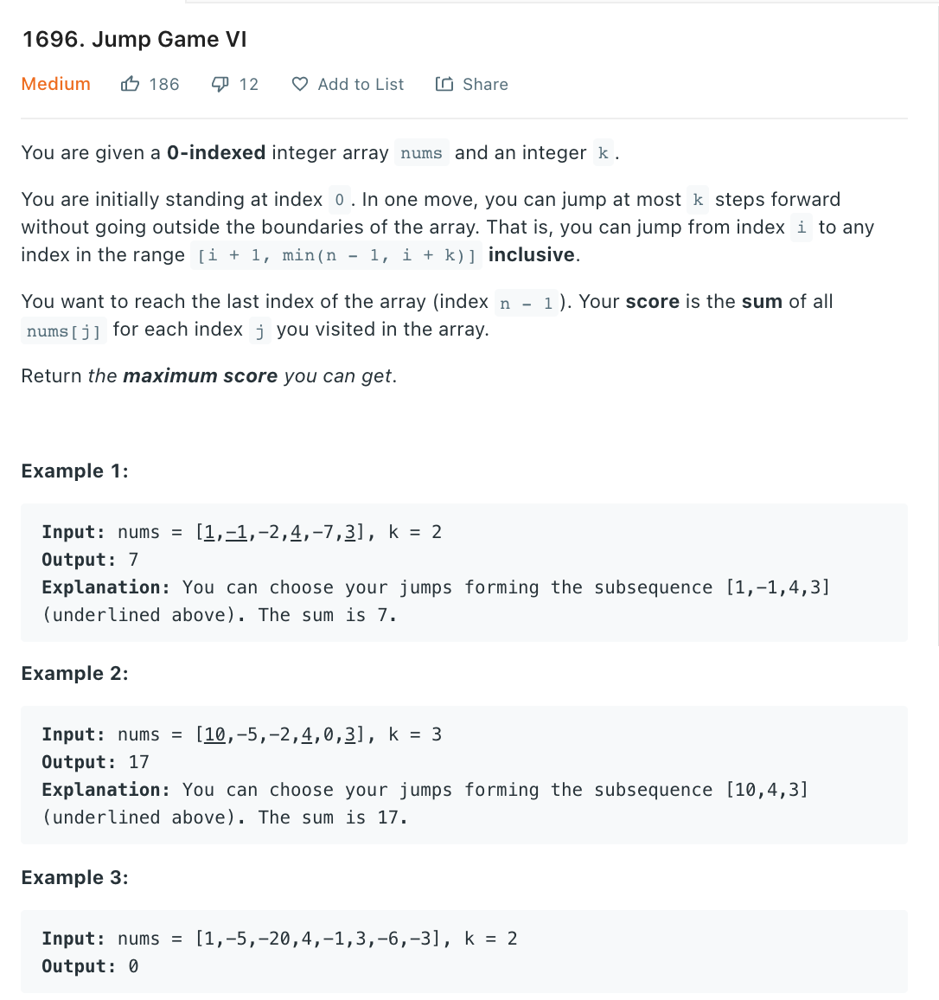 1696. Jump Game VI
Medium 186 12 Add to List Share
You are given a 0-indexed integer array nums and an integer k.
You are initially standing at index 0. In one move, you can jump at most k steps forward
without going outside the boundaries of the array. That is, you can jump from index i to any
index in the range [i + 1, min(n - 1, i + k)] inclusive.
You want to reach the last index of the array (index n - 1). Your score is the sum of all
nums[j] for each index j you visited in the array.
Return the maximum score you can get.
Example 1:
Input: nums = [1,-1,-2,4,-7,3], k = 2
Output: 7
Explanation: You can choose your jumps forming the subsequence [1,-1,4,3]
(underlined above). The sum is 7.
Example 2:
Input: nums = [10,-5,-2,4,0,3], k = 3
Output: 17
Explanation: You can choose your jumps forming the subsequence [10,4,3]
(underlined above). The sum is 17.
Example 3:
Input: nums = [1,-5,-20,4,-1,3,-6,-3], k = 2
Output: 0